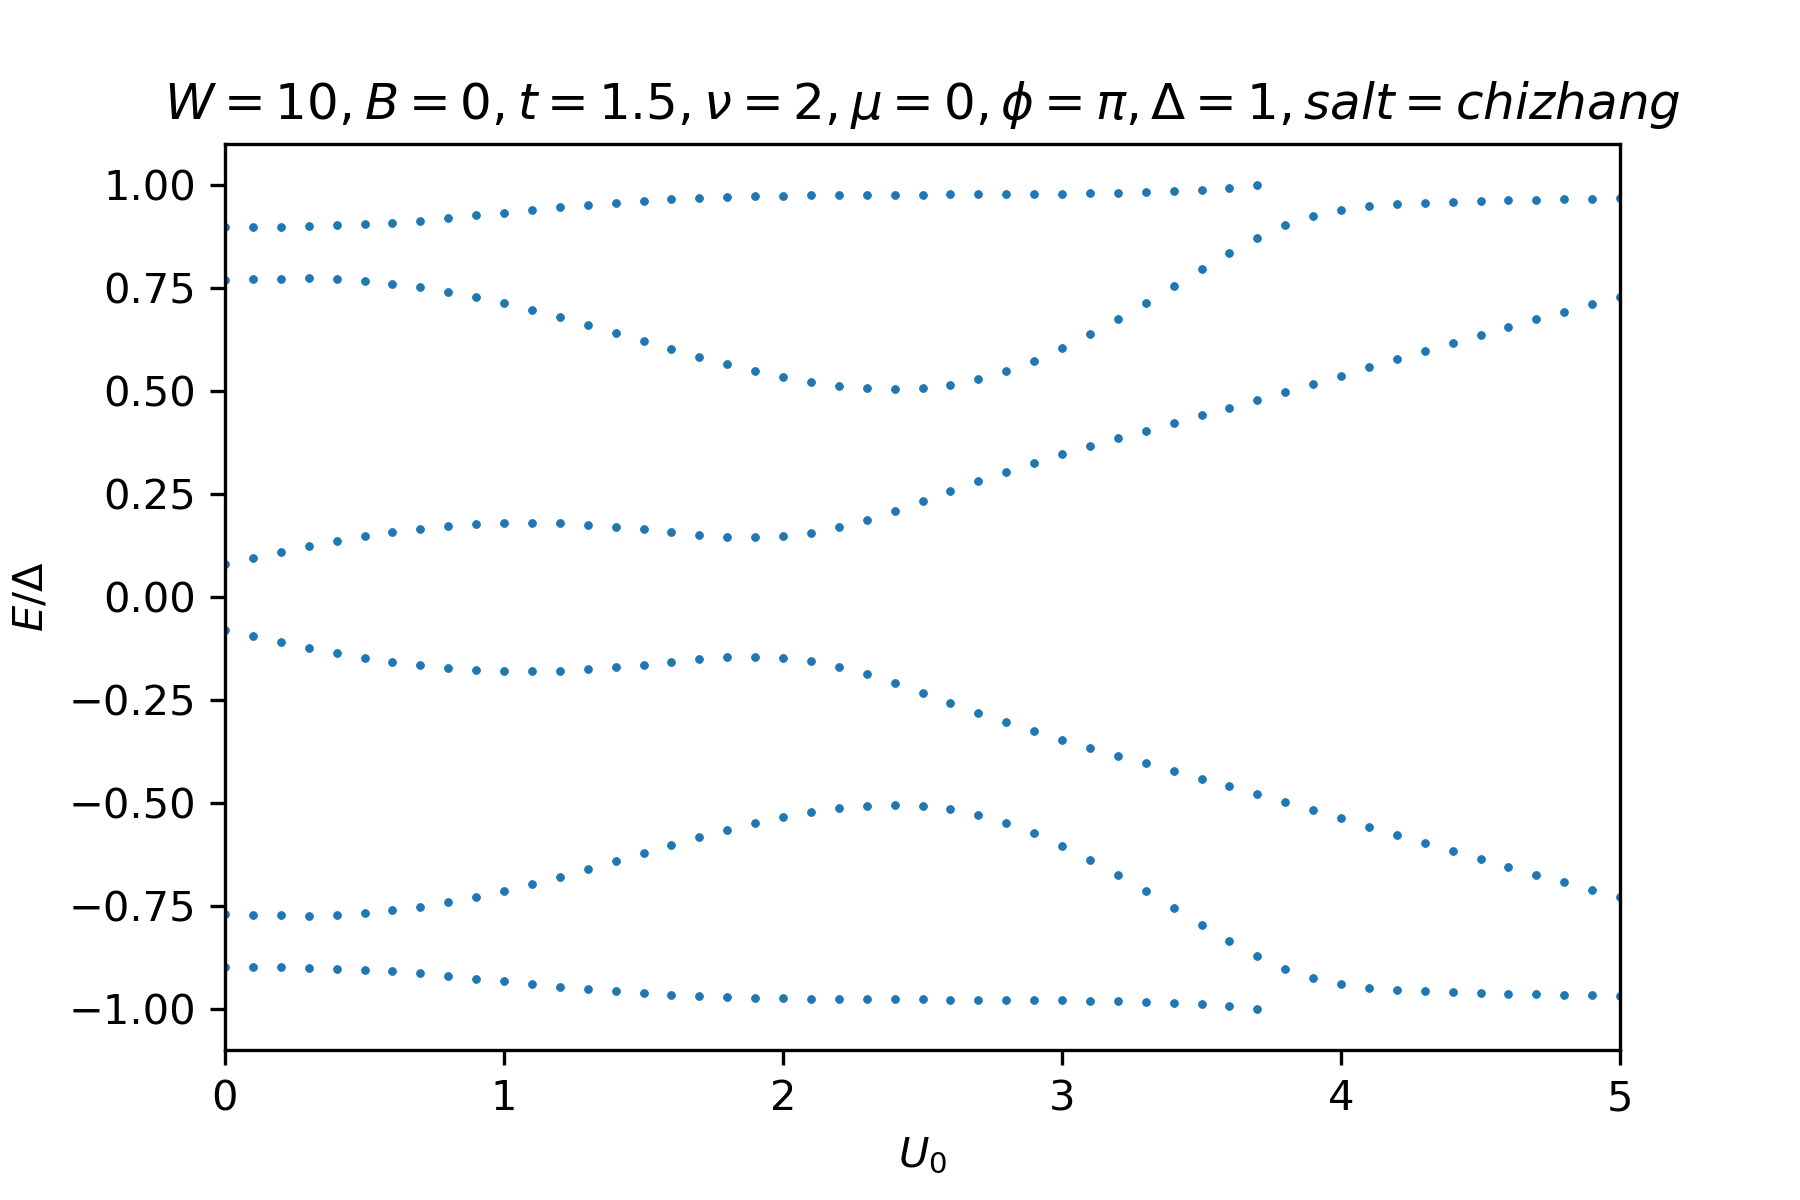 W = 10, B = 0, t = 1.5, ν = 2, μ = 0, ϕ = π, Δ = 1, salt = chizhang
1.00
0.75
0.50
0.25
0.00
−0.25
−0.50
−0.75
−1.00
E/Δ
0 1 2 3 4 5
U₀